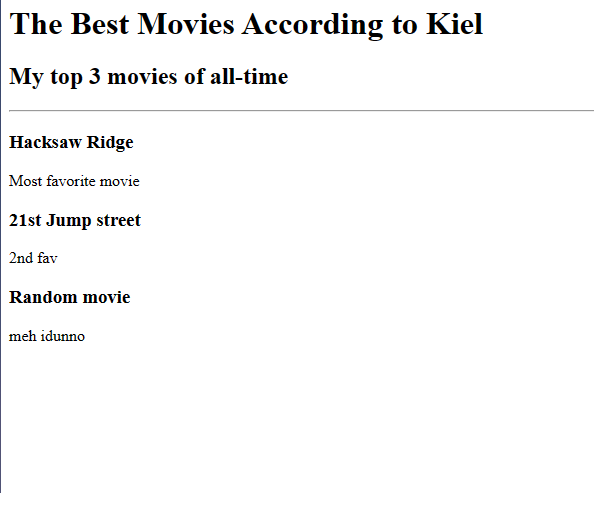 The Best Movies According to Kiel
My top 3 movies of all-time
Hacksaw Ridge
Most favorite movie
21st Jump street
2nd fav
Random movie
meh idunno